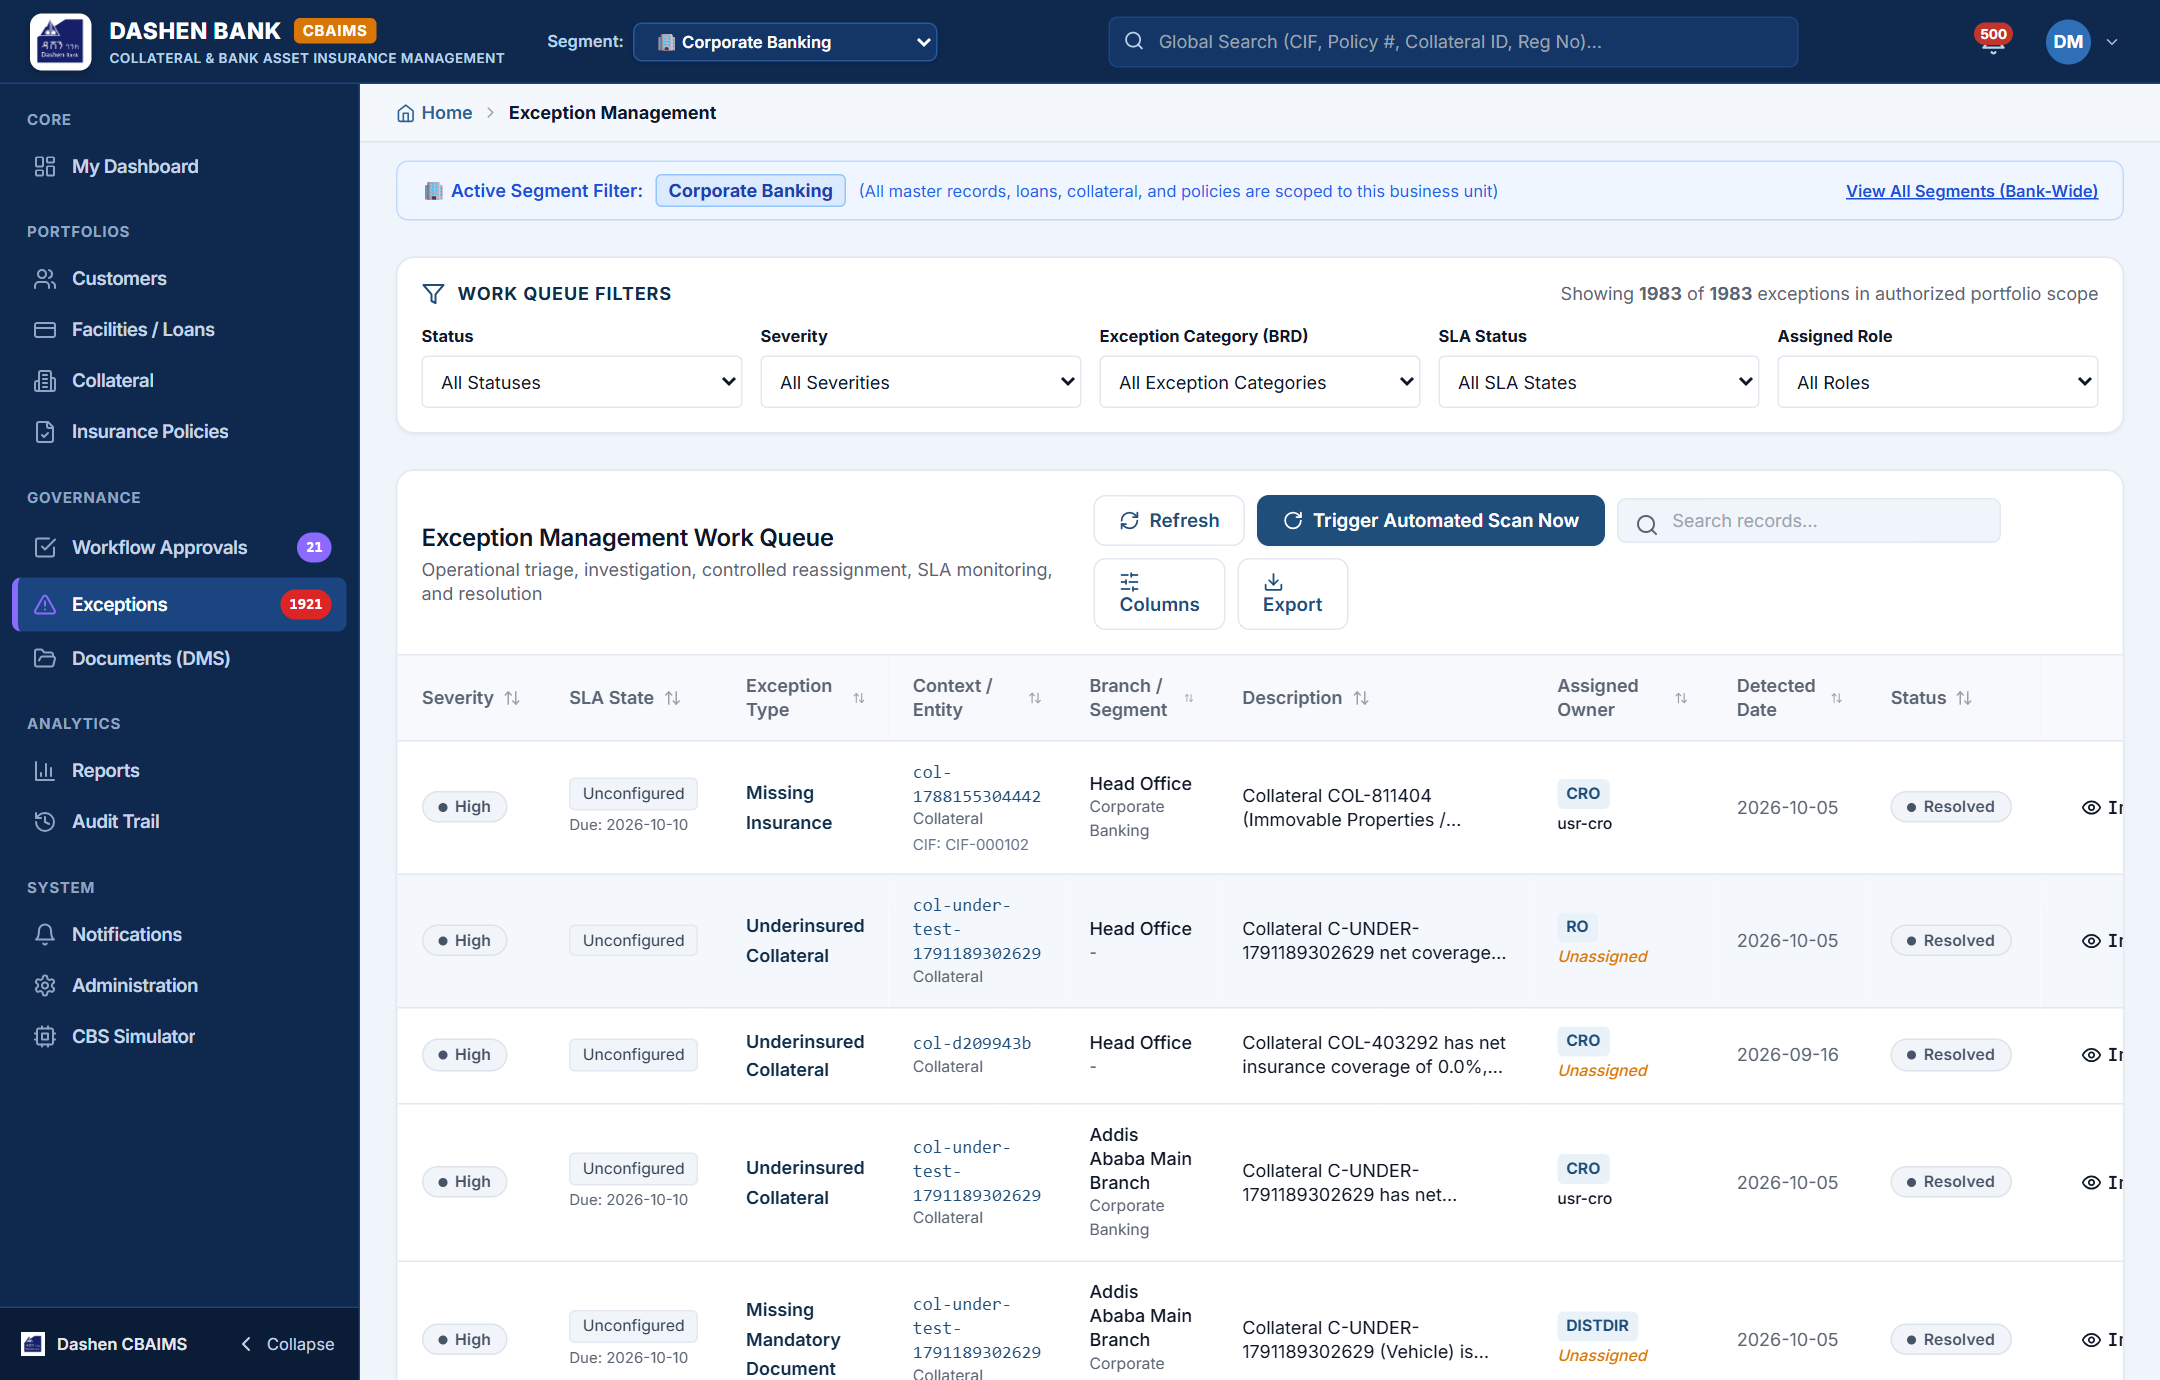 DASHEN BANK CBAIMS
COLLATERAL & BANK ASSET INSURANCE MANAGEMENT
Segment: Corporate Banking
Global Search (CIF, Policy #, Collateral ID, Reg No)...
500
DM
CORE
My Dashboard
PORTFOLIOS
Customers
Facilities / Loans
Collateral
Insurance Policies
GOVERNANCE
Workflow Approvals 21
Exceptions 1921
Documents (DMS)
ANALYTICS
Reports
Audit Trail
SYSTEM
Notifications
Administration
CBS Simulator
Dashen CBAIMS Collapse
Home > Exception Management
Active Segment Filter: Corporate Banking (All master records, loans, collateral, and policies are scoped to this business unit) View All Segments (Bank-Wide)
WORK QUEUE FILTERS
Showing 1983 of 1983 exceptions in authorized portfolio scope
Status Severity Exception Category (BRD) SLA Status Assigned Role
All Statuses All Severities All Exception Categories All SLA States All Roles
Exception Management Work Queue
Operational triage, investigation, controlled reassignment, SLA monitoring,
and resolution
Refresh Trigger Automated Scan Now Search records...
Columns Export
Severity SLA State Exception Type Context / Entity Branch / Segment Description Assigned Owner Detected Date Status
High
Unconfigured
Due: 2026-10-10
Missing
Insurance
col-
1788155304442
Collateral
CIF: CIF-000102
Head Office
Corporate
Banking
Collateral COL-811404
(Immovable Properties /...
CRO
usr-cro
2026-10-05
Resolved
High
Unconfigured
Underinsured
Collateral
col-under-
test-
1791189302629
Collateral
Head Office
-
Collateral C-UNDER-
1791189302629 net coverage...
RO
Unassigned
2026-10-05
Resolved
High
Unconfigured
Underinsured
Collateral
col-d209943b
Collateral
Head Office
-
Collateral COL-403292 has net
insurance coverage of 0.0%,...
CRO
Unassigned
2026-09-16
Resolved
High
Unconfigured
Due: 2026-10-10
Underinsured
Collateral
col-under-
test-
1791189302629
Collateral
Addis
Ababa Main
Branch
Corporate
Banking
Collateral C-UNDER-
1791189302629 has net...
CRO
usr-cro
2026-10-05
Resolved
High
Unconfigured
Due: 2026-10-10
Missing
Mandatory
Document
col-under-
test-
1791189302629
Collateral
Addis
Ababa Main
Branch
Corporate
Collateral C-UNDER-
1791189302629 (Vehicle) is...
DISTDIR
Unassigned
2026-10-05
Resolved